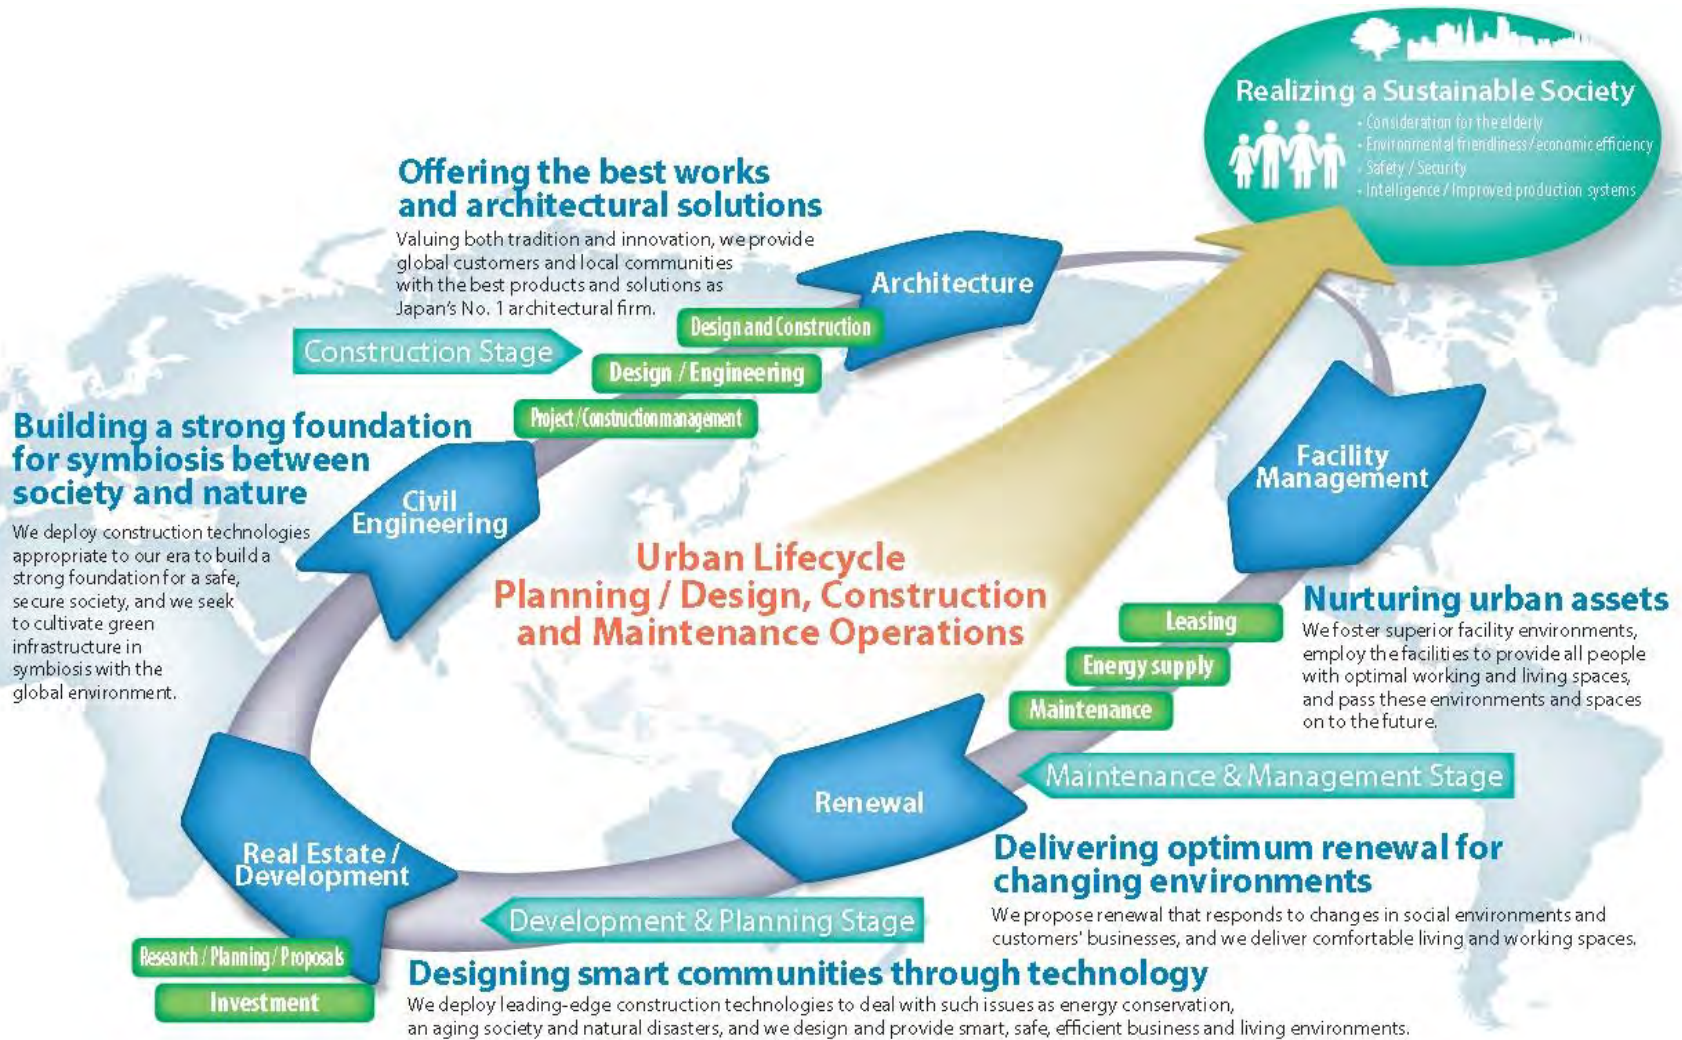 Realizing a Sustainable Society
• Consideration for the elderly
• Environmental friendliness / economic efficiency
• Safety / Security
• Intelligence / Improved production systems
Offering the best works
and architectural solutions
Valuing both tradition and innovation, we provide
global customers and local communities
with the best products and solutions as
Japan's No. 1 architectural firm.
Architecture
Design and Construction
Construction Stage
Design / Engineering
Project / Construction management
Building a strong foundation
for symbiosis between
society and nature
We deploy construction technologies
appropriate to our era to build a
strong foundation for a safe,
secure society, and we seek
to cultivate green
infrastructure in
symbiosis with the
global environment.
Civil
Engineering
Facility
Management
Urban Lifecycle
Planning / Design, Construction
and Maintenance Operations
Leasing
Energy supply
Maintenance
Nurturing urban assets
We foster superior facility environments,
employ the facilities to provide all people
with optimal working and living spaces,
and pass these environments and spaces
on to the future.
Maintenance & Management Stage
Renewal
Delivering optimum renewal for
changing environments
We propose renewal that responds to changes in social environments and
customers' businesses, and we deliver comfortable living and working spaces.
Real Estate /
Development
Development & Planning Stage
Research / Planning / Proposals
Investment
Designing smart communities through technology
We deploy leading-edge construction technologies to deal with such issues as energy conservation,
an aging society and natural disasters, and we design and provide smart, safe, efficient business and living environments.